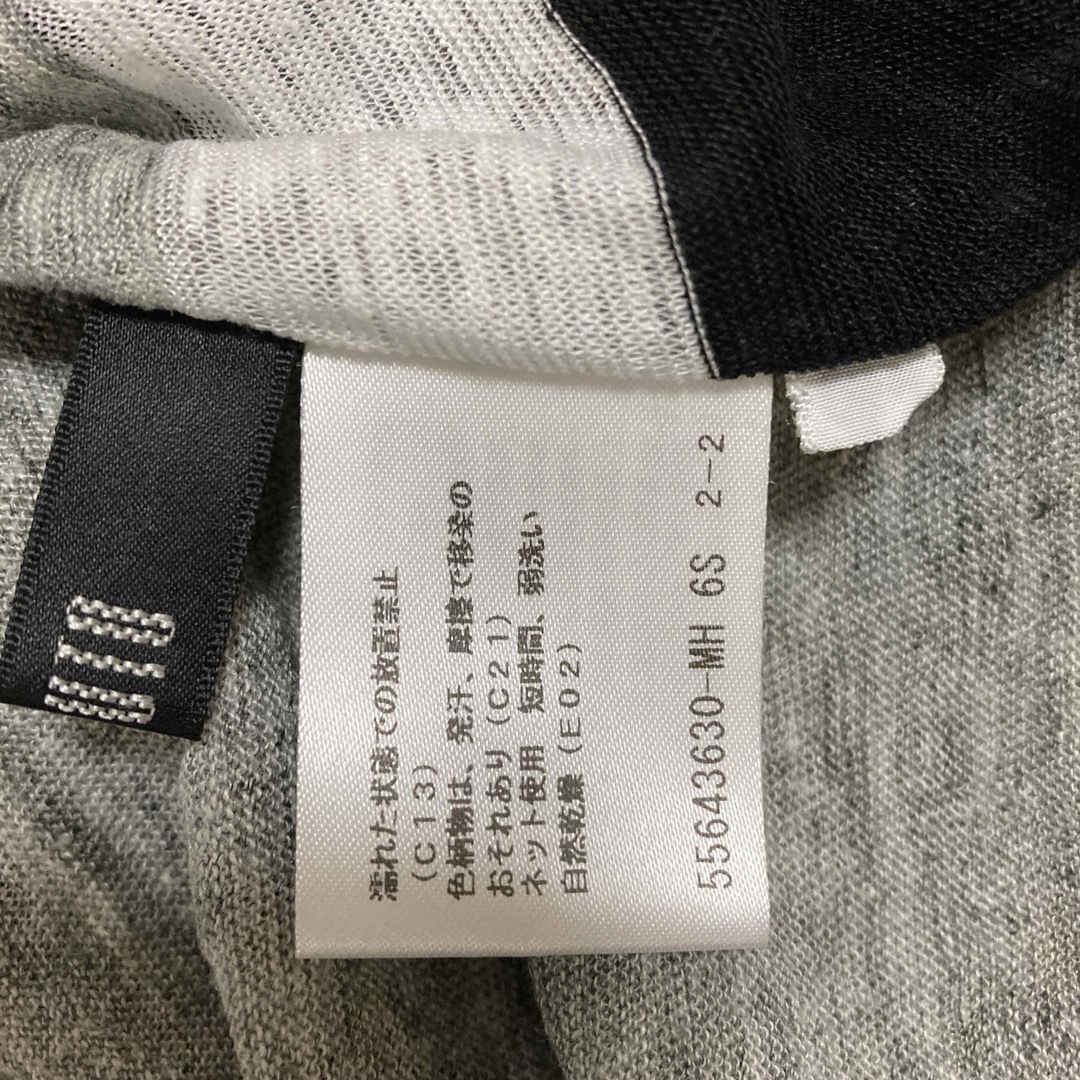 濡れた状態での放置禁止
(C13)
色柄物は、発汗、摩擦で移染の
おそれあり(C21)
ネット使用 短時間、弱洗い
自然乾燥(E02)
55643630-MH 6S 2-2